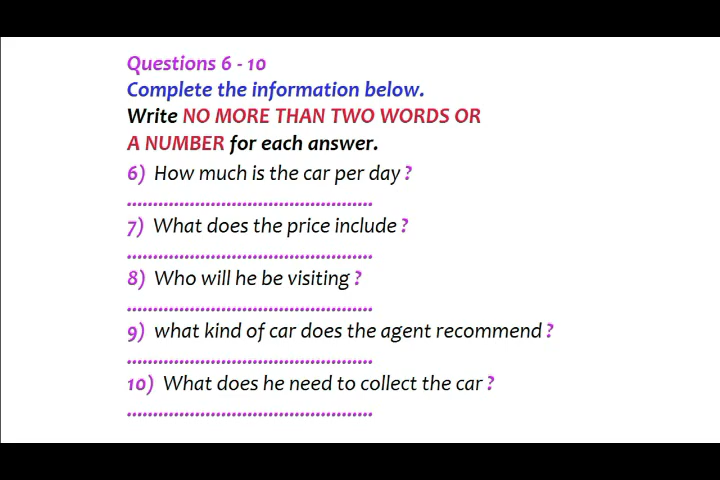 Questions 6 - 10
Complete the information below.
Write NO MORE THAN TWO WORDS OR
A NUMBER for each answer.
6) How much is the car per day ?
................................................
7) What does the price include ?
................................................
8) Who will he be visiting ?
................................................
9) what kind of car does the agent recommend ?
................................................
10) What does he need to collect the car ?
................................................